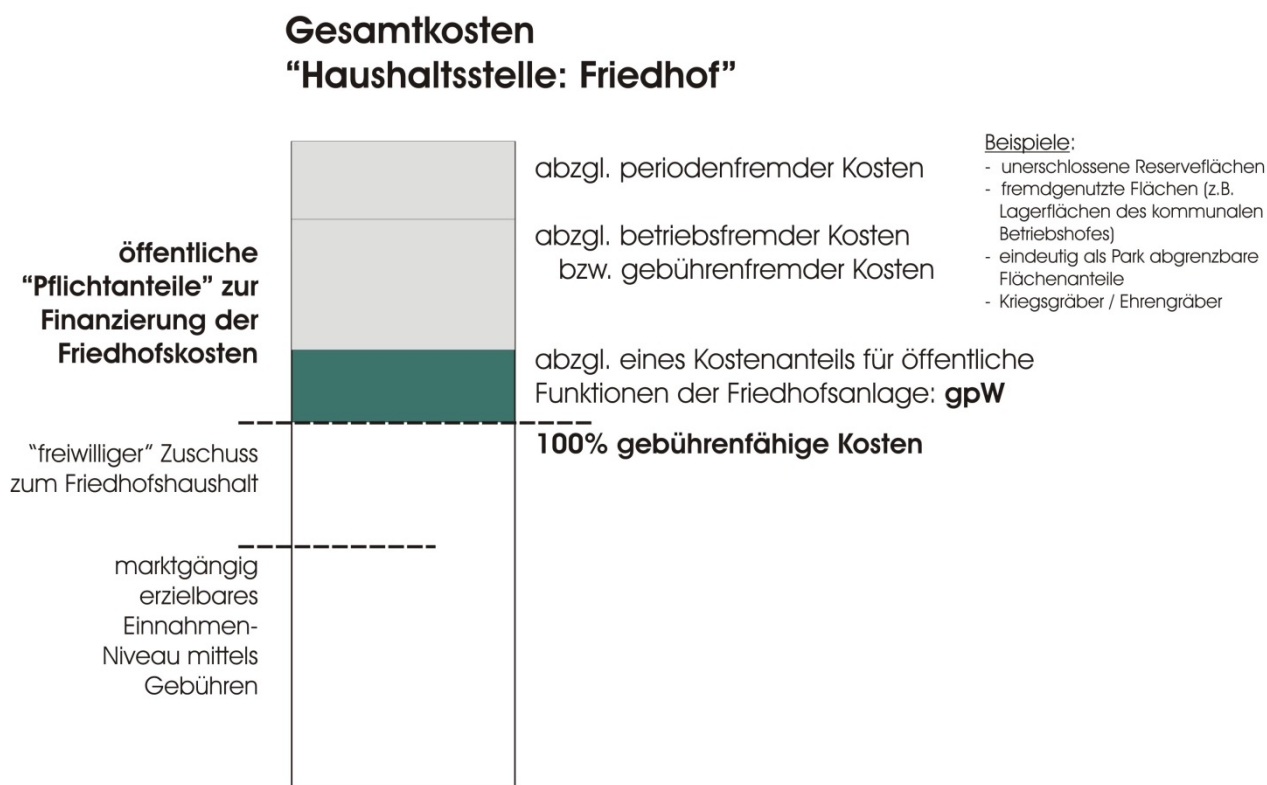 Gesamtkosten
“Haushaltsstelle: Friedhof”
abzgl. periodenfremder Kosten
Beispiele:
- unerschlossene Reserveflächen
- fremdgenutzte Flächen (z.B.
Lagerflächen des kommunalen
Betriebshofes)
- eindeutig als Park abgrenzbare
Flächenanteile
- Kriegsgräber / Ehrengräber
abzgl. betriebsfremder Kosten
bzw. gebührenfremder Kosten
öffentliche
“Pflichtanteile” zur
Finanzierung der
Friedhofskosten
abzgl. eines Kostenanteils für öffentliche
Funktionen der Friedhofsanlage: gpW
100% gebührenfähige Kosten
“freiwilliger” Zuschuss
zum Friedhofshaushalt
marktgängig
erzielbares
Einnahmen-
Niveau mittels
Gebühren